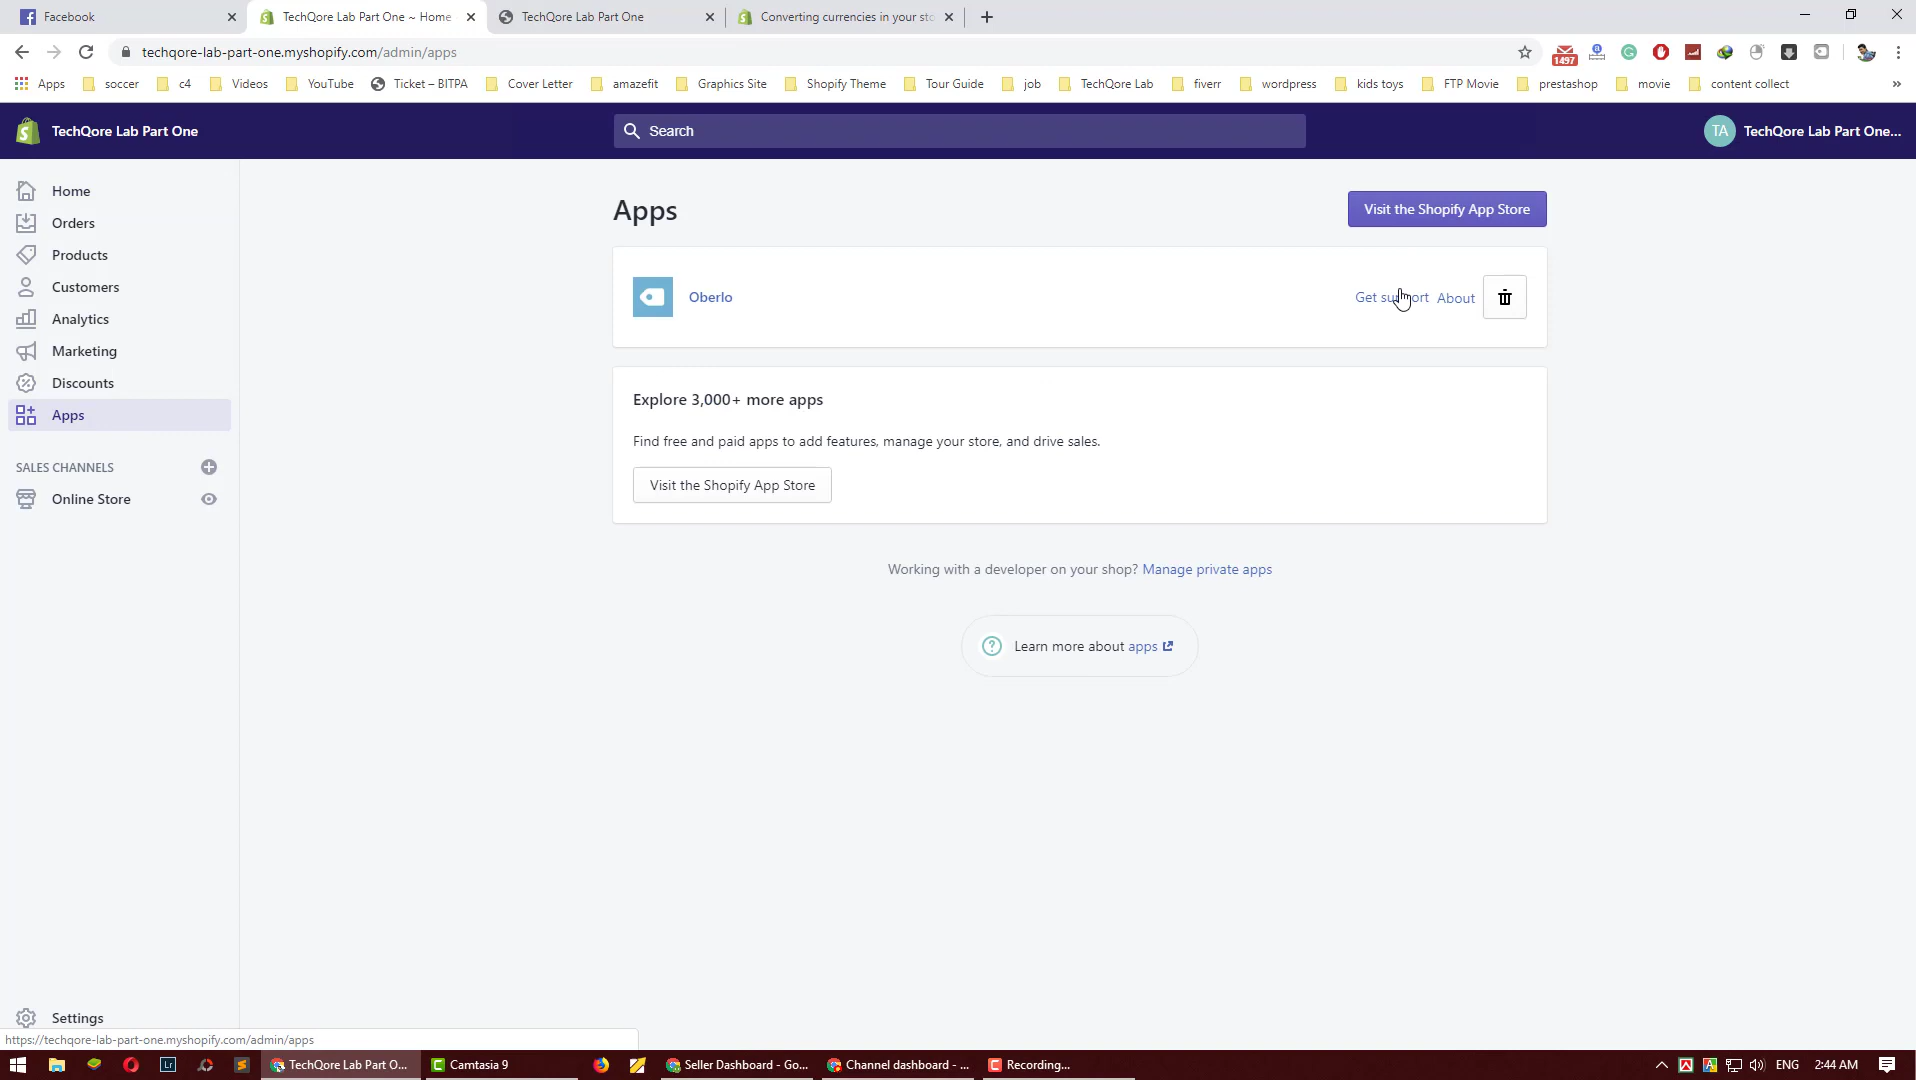 Facebook
TechQore Lab Part One ~ Home
TechQore Lab Part One
Converting currencies in your sto
techqore-lab-part-one.myshopify.com/admin/apps
1497
Apps
soccer
c4
Videos
YouTube
Ticket – BITPA
Cover Letter
amazefit
Graphics Site
Shopify Theme
Tour Guide
job
TechQore Lab
fiverr
wordpress
kids toys
FTP Movie
prestashop
movie
content collect
»
TechQore Lab Part One
Search
TA
TechQore Lab Part One...
Home
Orders
Products
Customers
Analytics
Marketing
Discounts
Apps
SALES CHANNELS
Online Store
Settings
Apps
Visit the Shopify App Store
Oberlo
Get support
About
Explore 3,000+ more apps
Find free and paid apps to add features, manage your store, and drive sales.
Visit the Shopify App Store
Working with a developer on your shop? Manage private apps
Learn more about apps
https://techqore-lab-part-one.myshopify.com/admin/apps
Lr
TechQore Lab Part O...
Camtasia 9
Seller Dashboard - Go...
Channel dashboard - ...
Recording...
ENG
2:44 AM